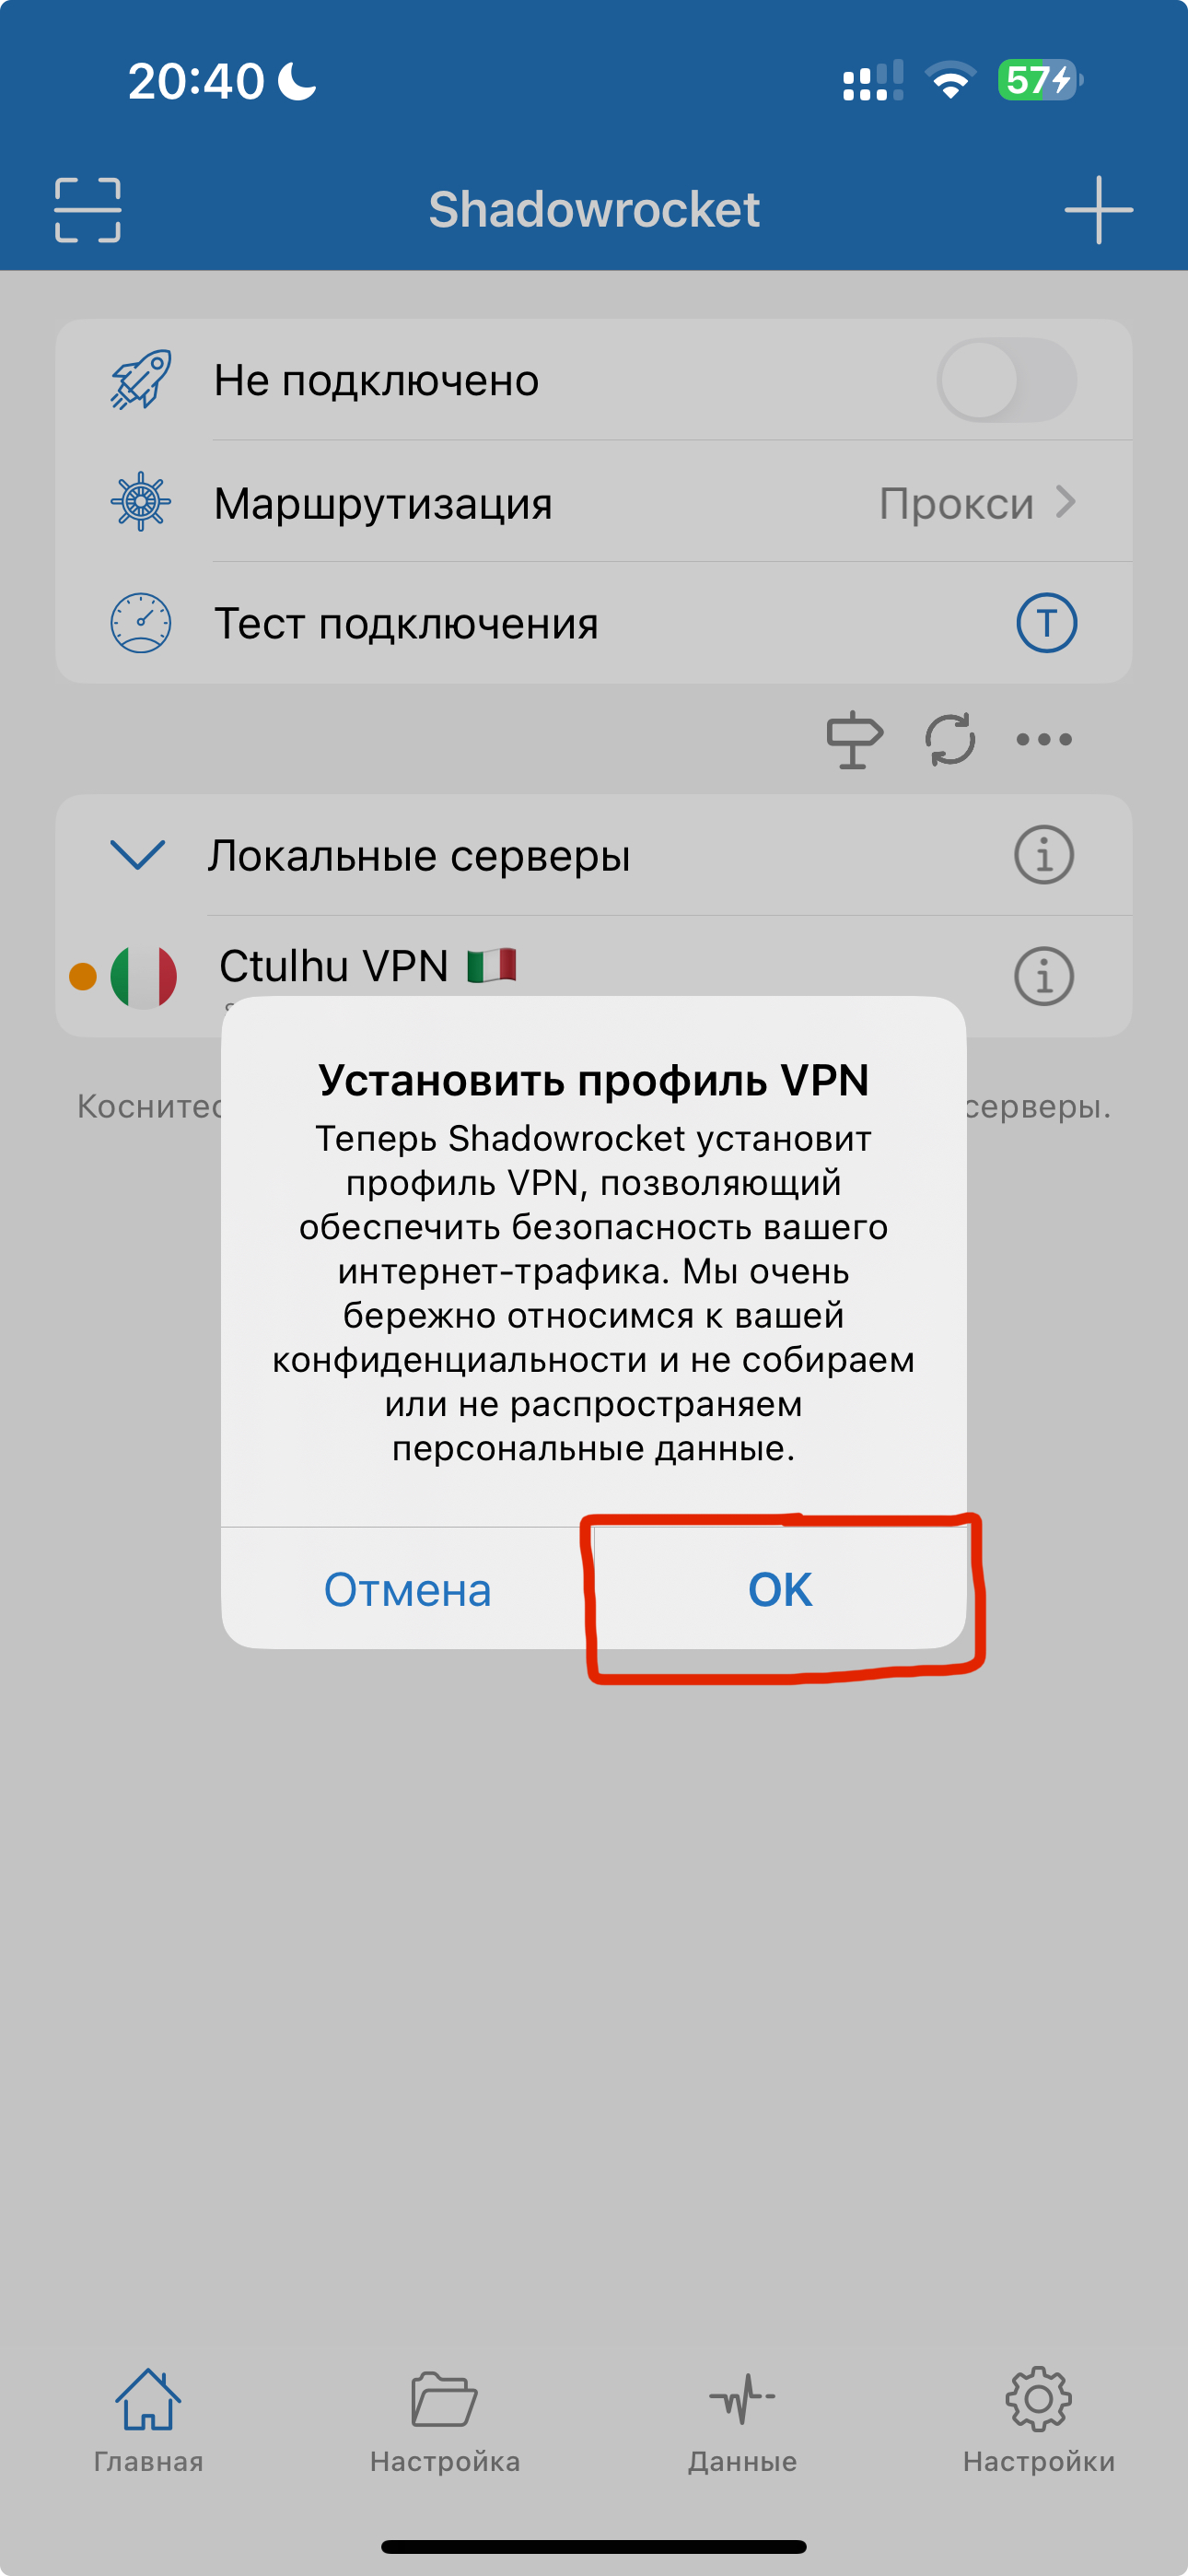 20:40
57
Shadowrocket
Не подключено
Маршрутизация Прокси
Тест подключения T
Локальные серверы
Ctulhu VPN 🇮🇹
серверы.
Установить профиль VPN
Теперь Shadowrocket установит
профиль VPN, позволяющий
обеспечить безопасность вашего
интернет-трафика. Мы очень
бережно относимся к вашей
конфиденциальности и не собираем
или не распространяем
персональные данные.
Отмена OK
Главная Настройка Данные Настройки